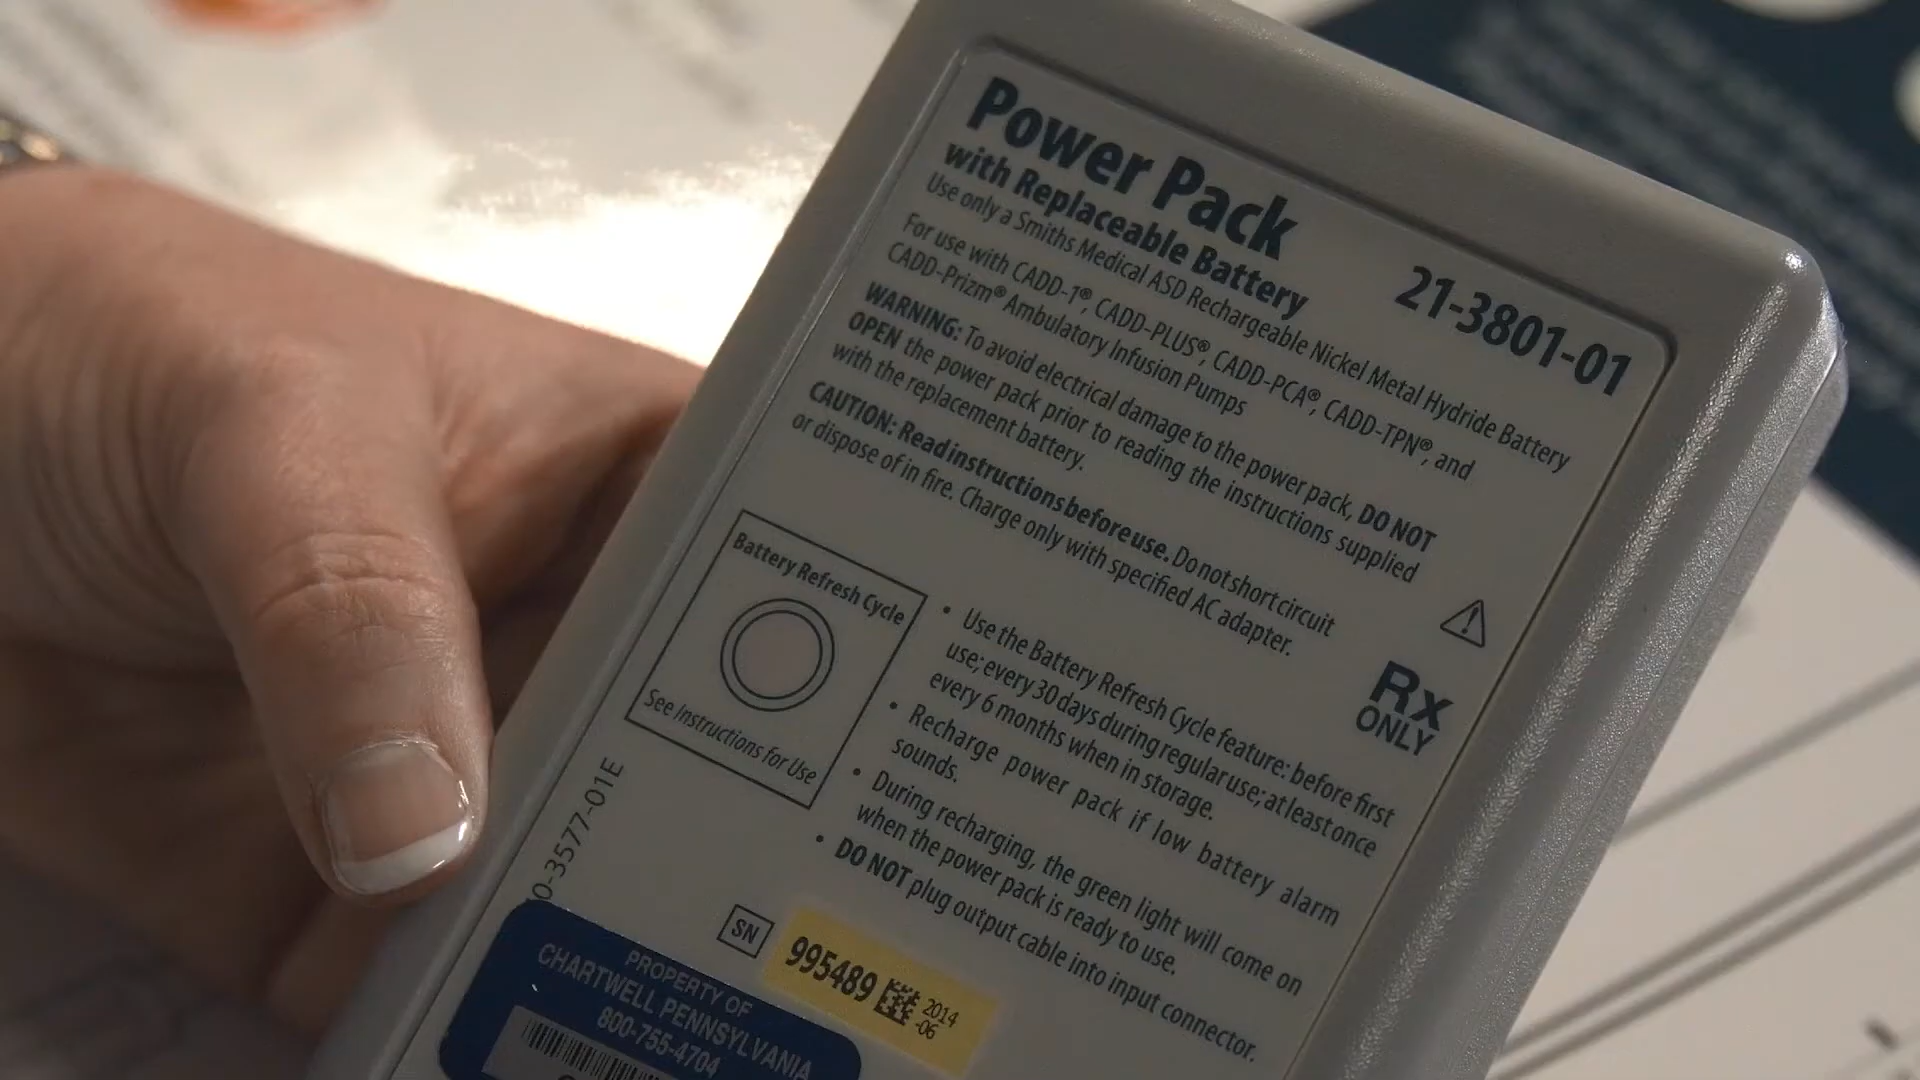 Power Pack
with Replaceable Battery
21-3801-01
Use only a Smiths Medical ASD Rechargeable Nickel Metal Hydride Battery
For use with CADD-1®, CADD-PLUS®, CADD-PCA®, CADD-TPN®, and
CADD-Prizm® Ambulatory Infusion Pumps
WARNING: To avoid electrical damage to the power pack, DO NOT
OPEN the power pack prior to reading the instructions supplied
with the replacement battery.
CAUTION: Read instructions before use. Do not short circuit
or dispose of in fire. Charge only with specified AC adapter.
Battery Refresh Cycle
See Instructions for Use
• Use the Battery Refresh Cycle feature: before first
use; every 30 days during regular use; at least once
every 6 months when in storage.
• Recharge power pack if low battery alarm
sounds.
• During recharging, the green light will come on
when the power pack is ready to use.
• DO NOT plug output cable into input connector.
Rx
ONLY
0-3577-01E
SN
995489
2014
-06
PROPERTY OF
CHARTWELL PENNSYLVANIA
800-755-4704